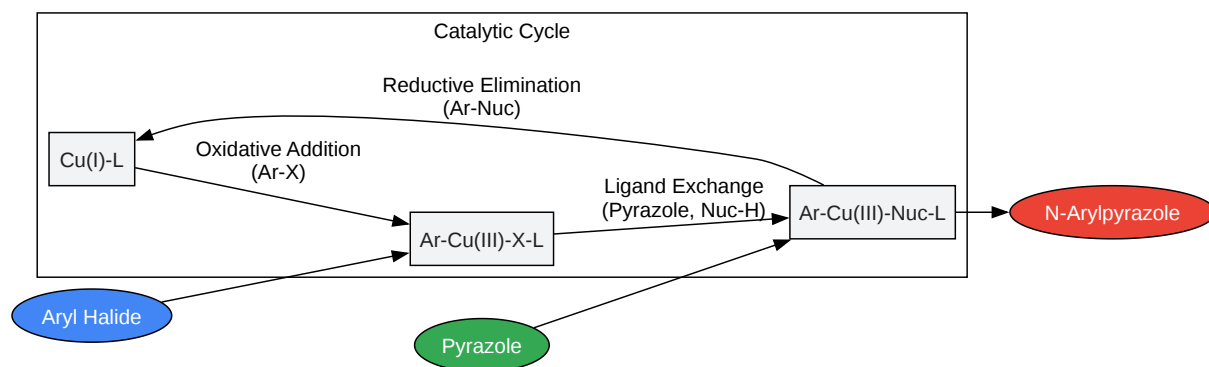 Catalytic Cycle
Reductive Elimination
(Ar-Nuc)
Cu(I)-L
Oxidative Addition
(Ar-X)
Ligand Exchange
(Pyrazole, Nuc-H)
Ar-Cu(III)-X-L
Ar-Cu(III)-Nuc-L
N-Arylpyrazole
Aryl Halide
Pyrazole